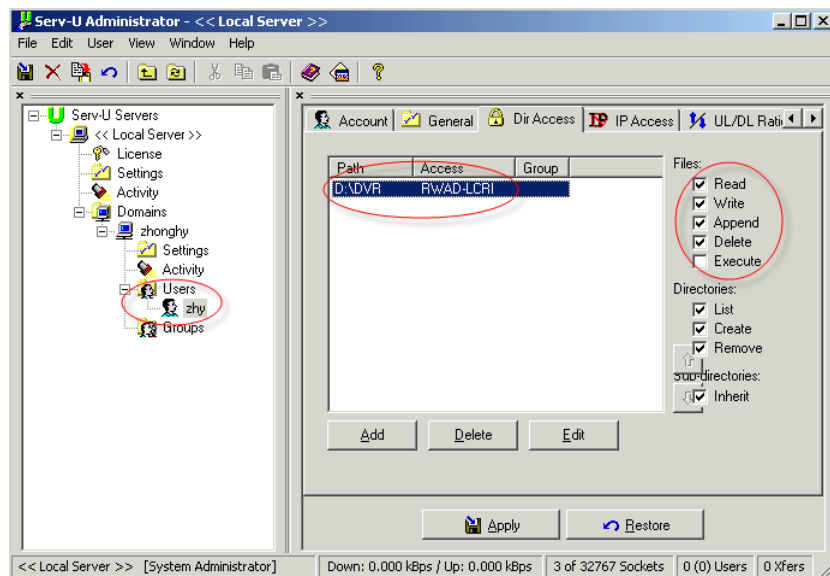 Serv-U Administrator - << Local Server >>
File Edit User View Window Help
Serv-U Servers
<< Local Server >>
License
Settings
Activity
Domains
zhonghy
Settings
Activity
Users
zhy
Groups
Account General Dir Access IP Access UL/DL Rati
Path Access Group
D:\DVR RWAD-LCRI
Files:
Read
Write
Append
Delete
Execute
Directories:
List
Create
Remove
Sub-directories:
Inherit
Add Delete Edit
Apply Restore
<< Local Server >> [System Administrator] Down: 0.000 kBps / Up: 0.000 kBps 3 of 32767 Sockets 0 (0) Users 0 Xfers